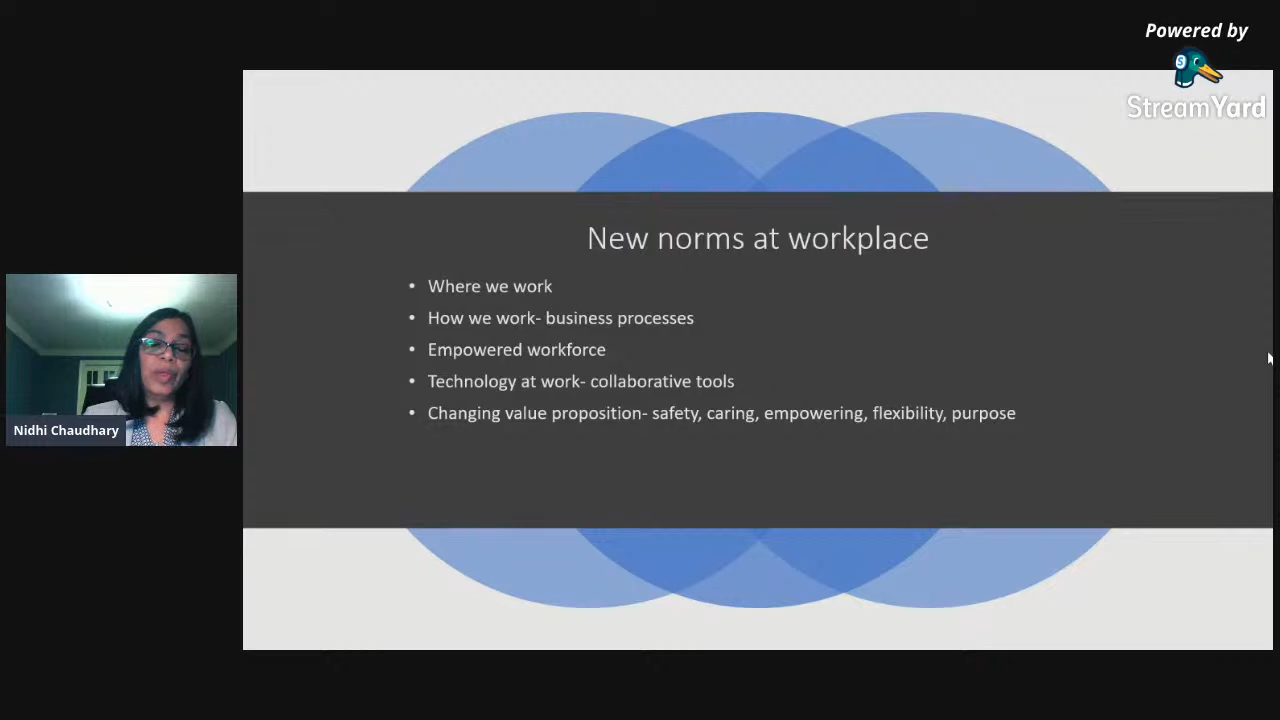 Powered by
StreamYard
New norms at workplace
• Where we work
• How we work- business processes
• Empowered workforce
• Technology at work- collaborative tools
• Changing value proposition- safety, caring, empowering, flexibility, purpose
Nidhi Chaudhary